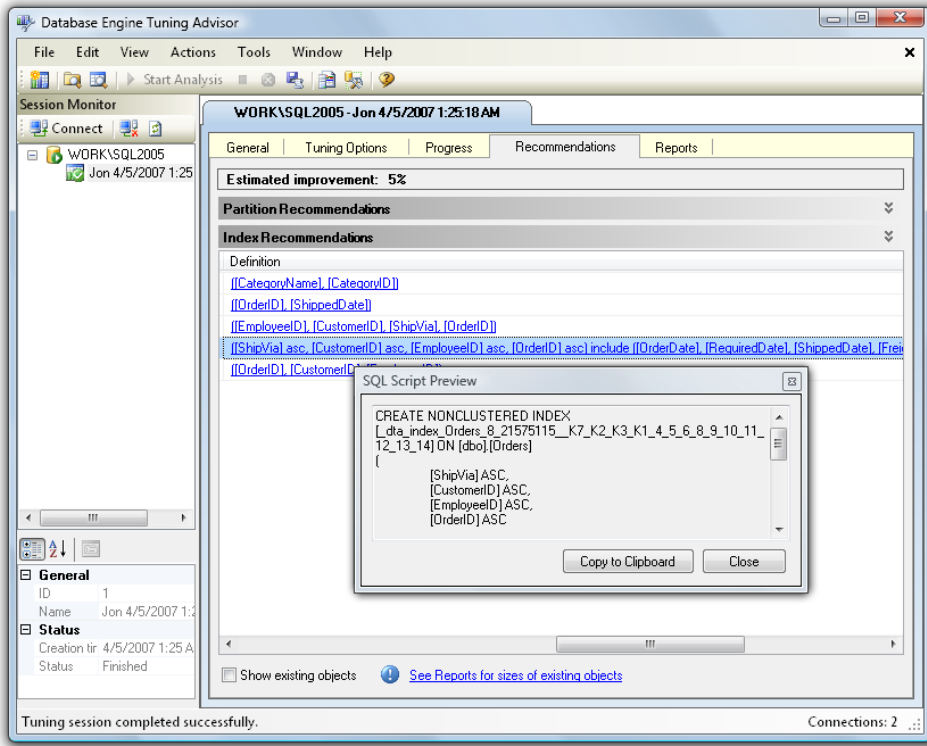 Database Engine Tuning Advisor
File Edit View Actions Tools Window Help
Start Analysis
Session Monitor
Connect
WORK\SQL2005
Jon 4/5/2007 1:25
WORK\SQL2005 - Jon 4/5/2007 1:25:18 AM
General Tuning Options Progress Recommendations Reports
Estimated improvement: 5%
Partition Recommendations
Index Recommendations
Definition
([CategoryName], [CategoryID])
([OrderID], [ShippedDate])
([EmployeeID], [CustomerID], [ShipVia], [OrderID])
([ShipVia] asc, [CustomerID] asc, [EmployeeID] asc, [OrderID] asc) include ([OrderDate], [RequiredDate], [ShippedDate], [Frei
([OrderID], [CustomerID],
SQL Script Preview
CREATE NONCLUSTERED INDEX
[_dta_index_Orders_8_21575115__K7_K2_K3_K1_4_5_6_8_9_10_11_
12_13_14] ON [dbo].[Orders]
(
[ShipVia] ASC,
[CustomerID] ASC,
[EmployeeID] ASC,
[OrderID] ASC
Copy to Clipboard Close
General
ID 1
Name Jon 4/5/2007 1:2
Status
Creation tir 4/5/2007 1:25 A
Status Finished
Show existing objects See Reports for sizes of existing objects
Tuning session completed successfully. Connections: 2